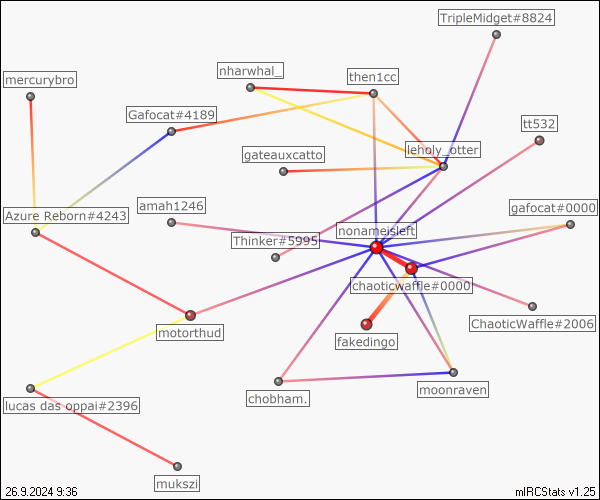 TripleMidget#8824
nharwhal_
then1cc
mercurybro
Gafocat#4189
tt532
leholy_otter
gateauxcatto
amah1246
gafocat#0000
Azure Reborn#4243
nonameisleft
Thinker#5995
chaoticwaffle#0000
ChaoticWaffle#2006
motorthud
fakedingo
moonraven
chobham.
lucas das oppai#2396
mukszi
26.9.2024 9:36
mIRCStats v1.25